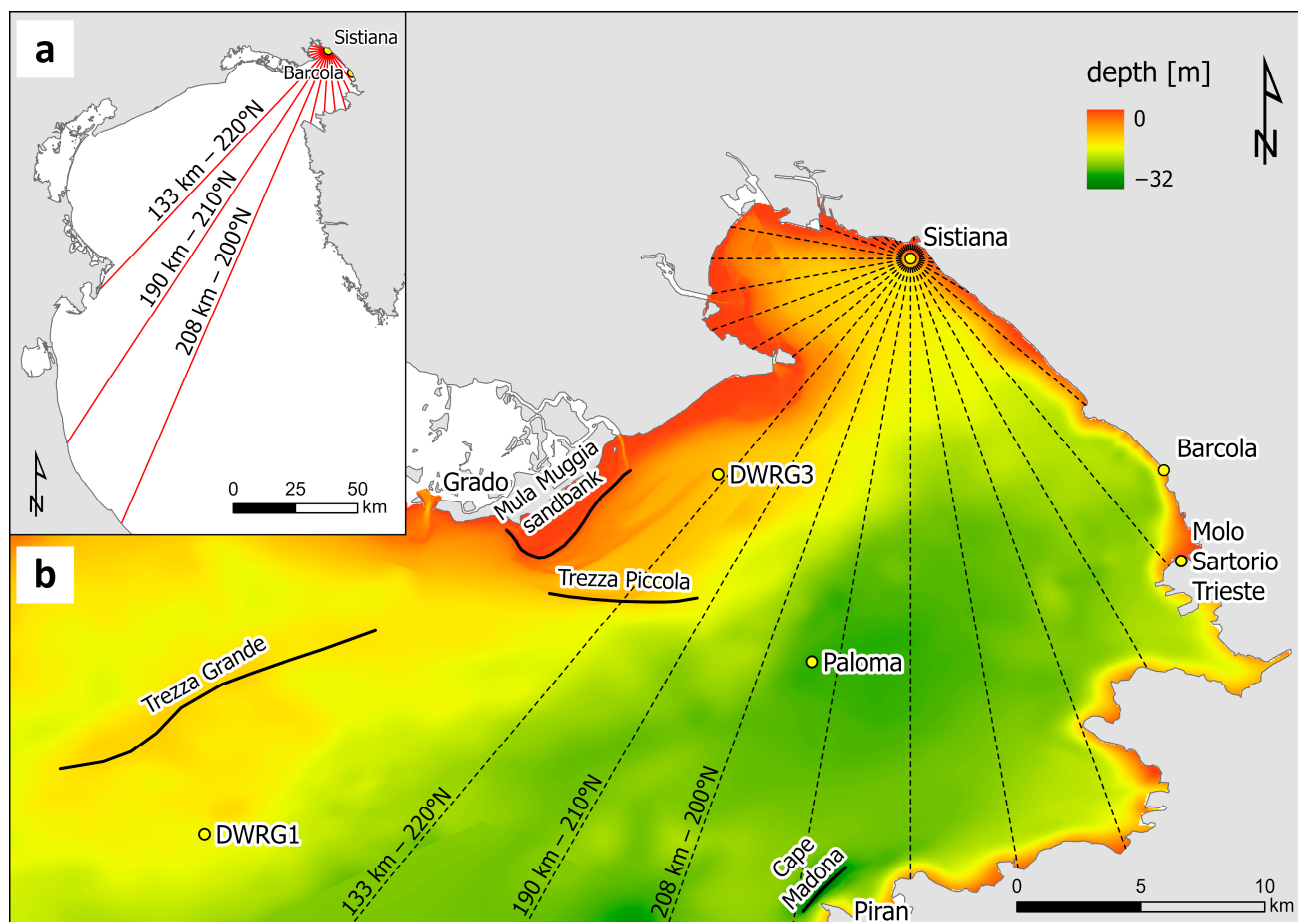 a
Sistiana
Barcola
133 km – 220°N
190 km – 210°N
208 km – 200°N
N
0 25 50
km
depth [m]
0
−32
N
Sistiana
Barcola
Molo
Sartorio
Trieste
DWRG3
Grado
Mula Muggia
sandbank
Trezza Piccola
b
Trezza Grande
Paloma
DWRG1
133 km – 220°N
190 km – 210°N
208 km – 200°N
Cape
Madona
Piran
0 5 10
km